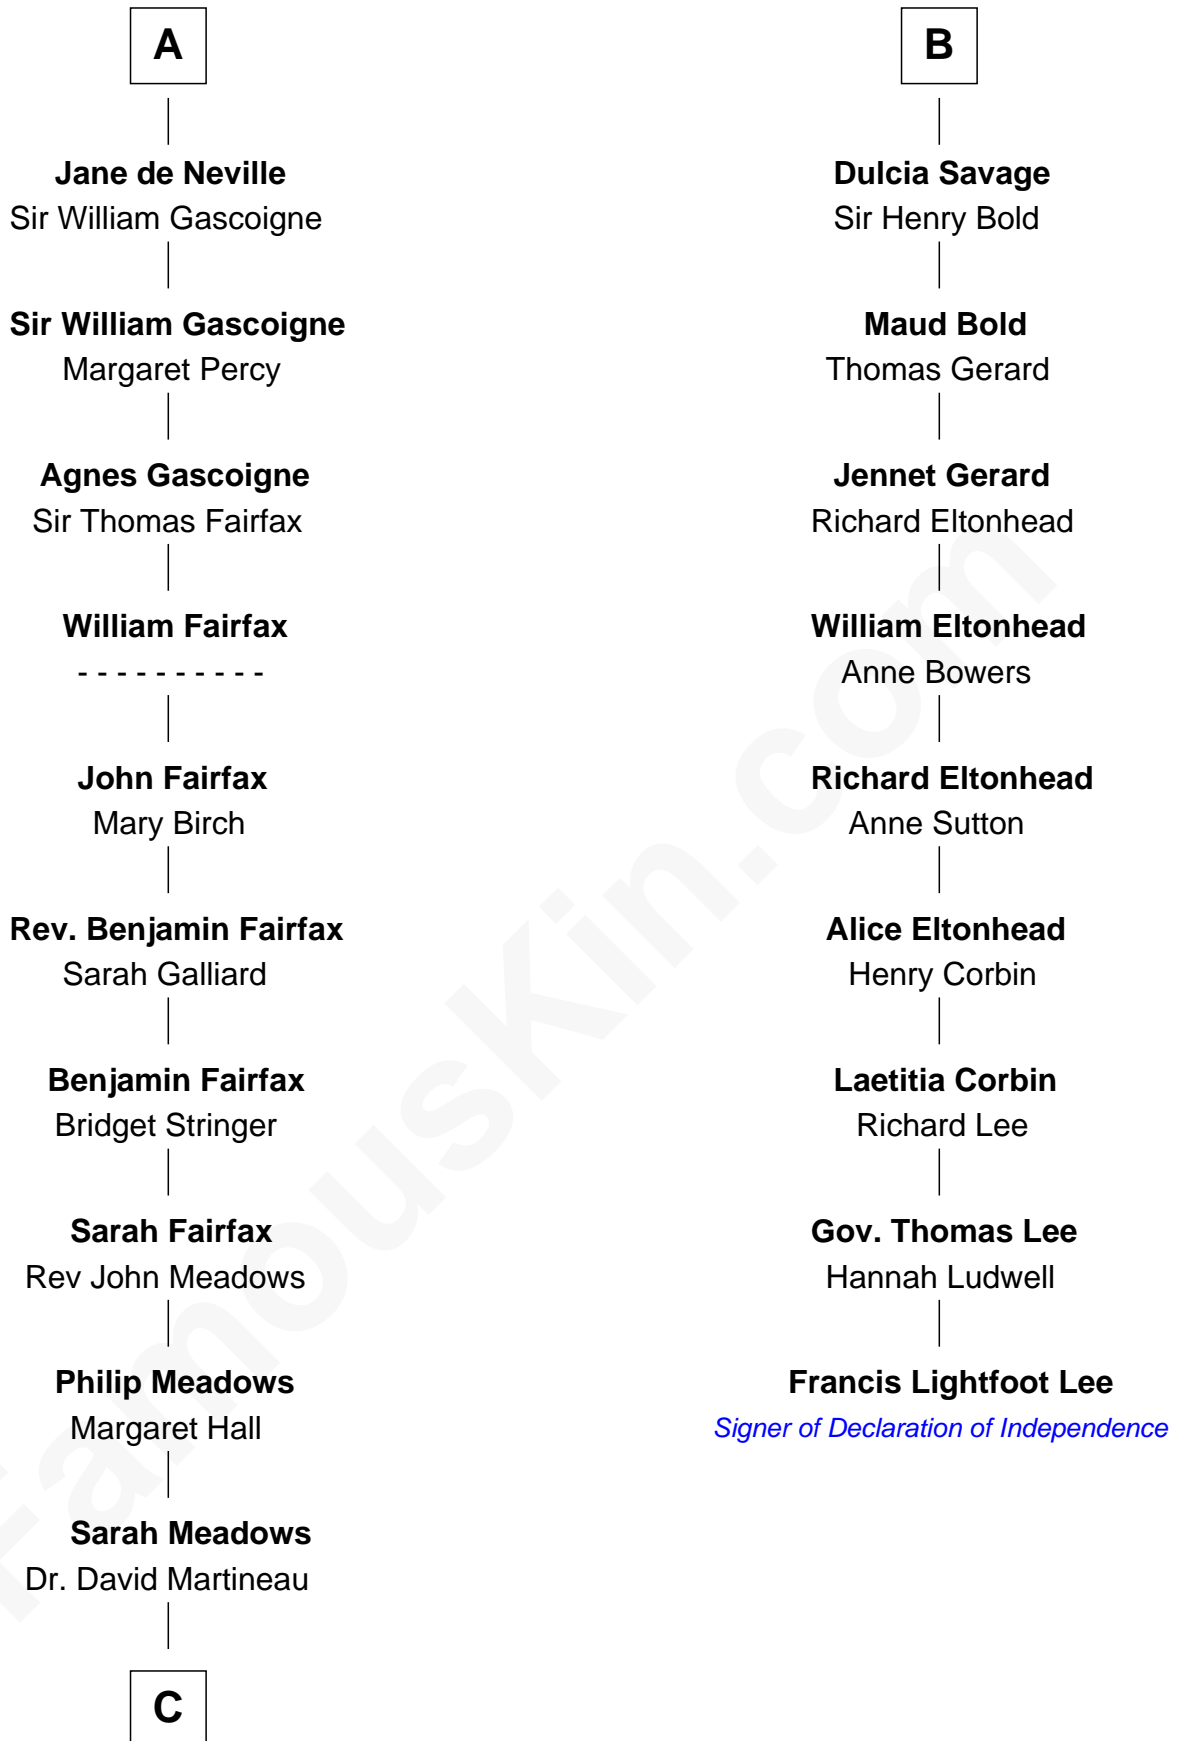 A
Jane de Neville
Sir William Gascoigne
Sir William Gascoigne
Margaret Percy
Agnes Gascoigne
Sir Thomas Fairfax
William Fairfax
- - - - - - - - - -
John Fairfax
Mary Birch
Rev. Benjamin Fairfax
Sarah Galliard
Benjamin Fairfax
Bridget Stringer
Sarah Fairfax
Rev John Meadows
Philip Meadows
Margaret Hall
Sarah Meadows
Dr. David Martineau
C
B
Dulcia Savage
Sir Henry Bold
Maud Bold
Thomas Gerard
Jennet Gerard
Richard Eltonhead
William Eltonhead
Anne Bowers
Richard Eltonhead
Anne Sutton
Alice Eltonhead
Henry Corbin
Laetitia Corbin
Richard Lee
Gov. Thomas Lee
Hannah Ludwell
Francis Lightfoot Lee
Signer of Declaration of Independence
FamousKin.com